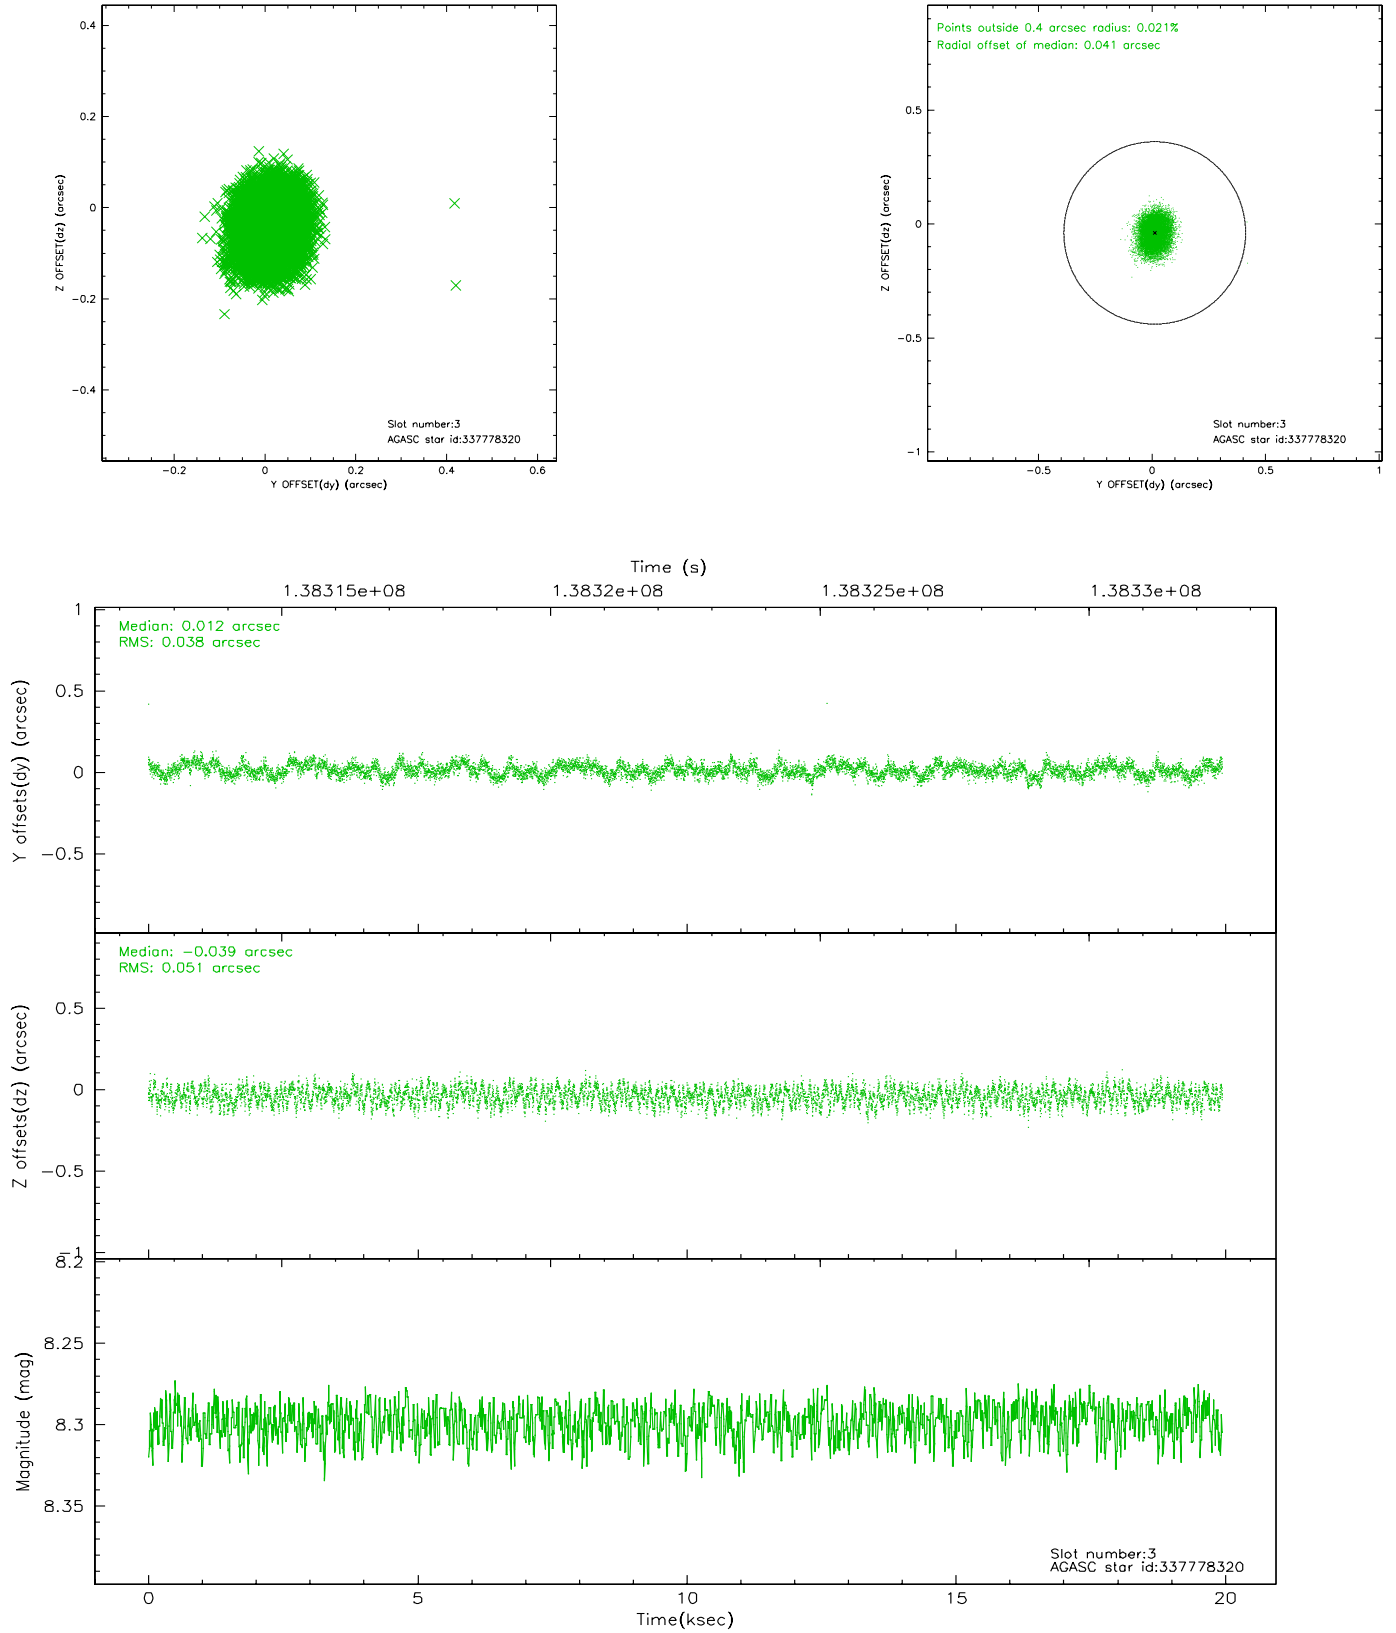 0.4
0.2
0
-0.2
-0.4
Z OFFSET(dz) (arcsec)
Slot number:3
AGASC star id:337778320
-0.2 0 0.2 0.4 0.6
Y OFFSET(dy) (arcsec)
Points outside 0.4 arcsec radius: 0.021%
Radial offset of median: 0.041 arcsec
0.5
0
-0.5
-1
Z OFFSET(dz) (arcsec)
Slot number:3
AGASC star id:337778320
-0.5 0 0.5 1
Y OFFSET(dy) (arcsec)
Time (s)
1.38315e+08 1.3832e+08 1.38325e+08 1.3833e+08
Median: 0.012 arcsec
RMS: 0.038 arcsec
1
0.5
0
-0.5
Y offsets(dy) (arcsec)
Median: -0.039 arcsec
RMS: 0.051 arcsec
0.5
0
-0.5
-1
Z offsets(dz) (arcsec)
8.2
8.25
8.3
8.35
Magnitude (mag)
Slot number:3
AGASC star id:337778320
0 5 10 15 20
Time(ksec)